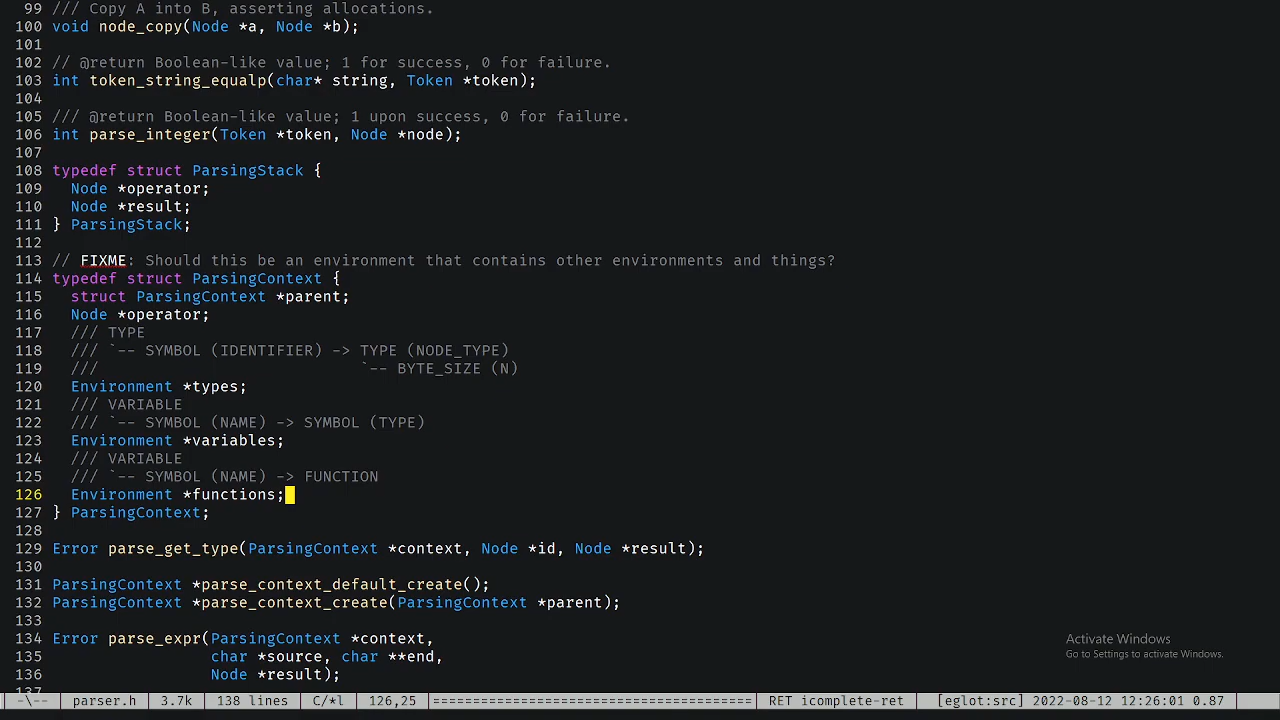 99 /// Copy A into B, asserting allocations.
100 void node_copy(Node *a, Node *b);
101
102 // @return Boolean-like value; 1 for success, 0 for failure.
103 int token_string_equalp(char* string, Token *token);
104
105 /// @return Boolean-like value; 1 upon success, 0 for failure.
106 int parse_integer(Token *token, Node *node);
107
108 typedef struct ParsingStack {
109   Node *operator;
110   Node *result;
111 } ParsingStack;
112
113 // FIXME: Should this be an environment that contains other environments and things?
114 typedef struct ParsingContext {
115   struct ParsingContext *parent;
116   Node *operator;
117   /// TYPE
118   /// `-- SYMBOL (IDENTIFIER) -> TYPE (NODE_TYPE)
119   ///                            `-- BYTE_SIZE (N)
120   Environment *types;
121   /// VARIABLE
122   /// `-- SYMBOL (NAME) -> SYMBOL (TYPE)
123   Environment *variables;
124   /// VARIABLE
125   /// `-- SYMBOL (NAME) -> FUNCTION
126   Environment *functions;
127 } ParsingContext;
128
129 Error parse_get_type(ParsingContext *context, Node *id, Node *result);
130
131 ParsingContext *parse_context_default_create();
132 ParsingContext *parse_context_create(ParsingContext *parent);
133
134 Error parse_expr(ParsingContext *context,
135                  char *source, char **end,
136                  Node *result);
137
Activate Windows
Go to Settings to activate Windows.
-\-- parser.h 3.7k 138 lines C/*l 126,25 ================================== RET icomplete-ret [eglot:src] 2022-08-12 12:26:01 0.87